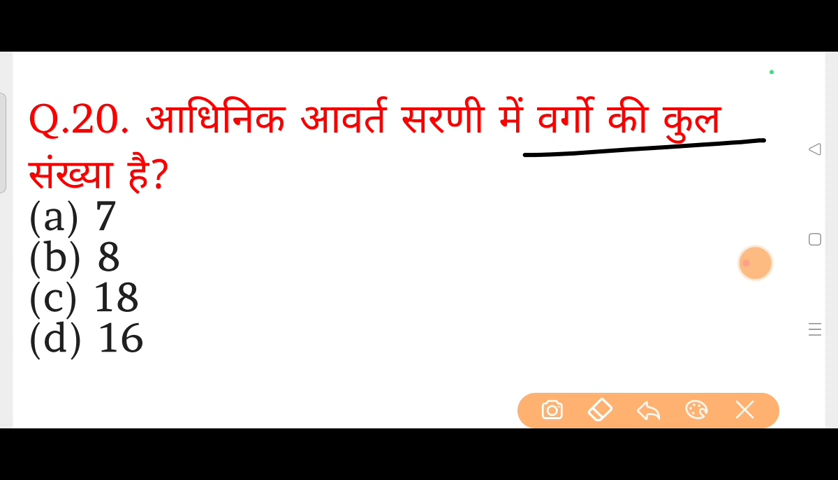 Q.20. आधिनिक आवर्त सरणी में वर्गो की कुल
संख्या है?
(a) 7
(b) 8
(c) 18
(d) 16